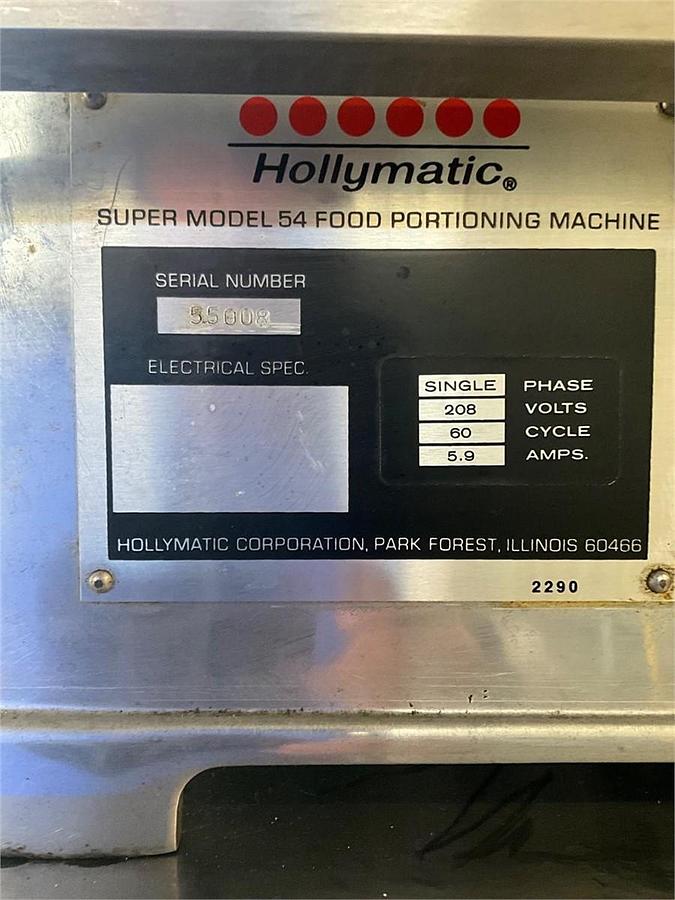 Hollymatic®
SUPER MODEL 54 FOOD PORTIONING MACHINE
SERIAL NUMBER
55008
ELECTRICAL SPEC.
SINGLE PHASE
208 VOLTS
60 CYCLE
5.9 AMPS.
HOLLYMATIC CORPORATION, PARK FOREST, ILLINOIS 60466
2290